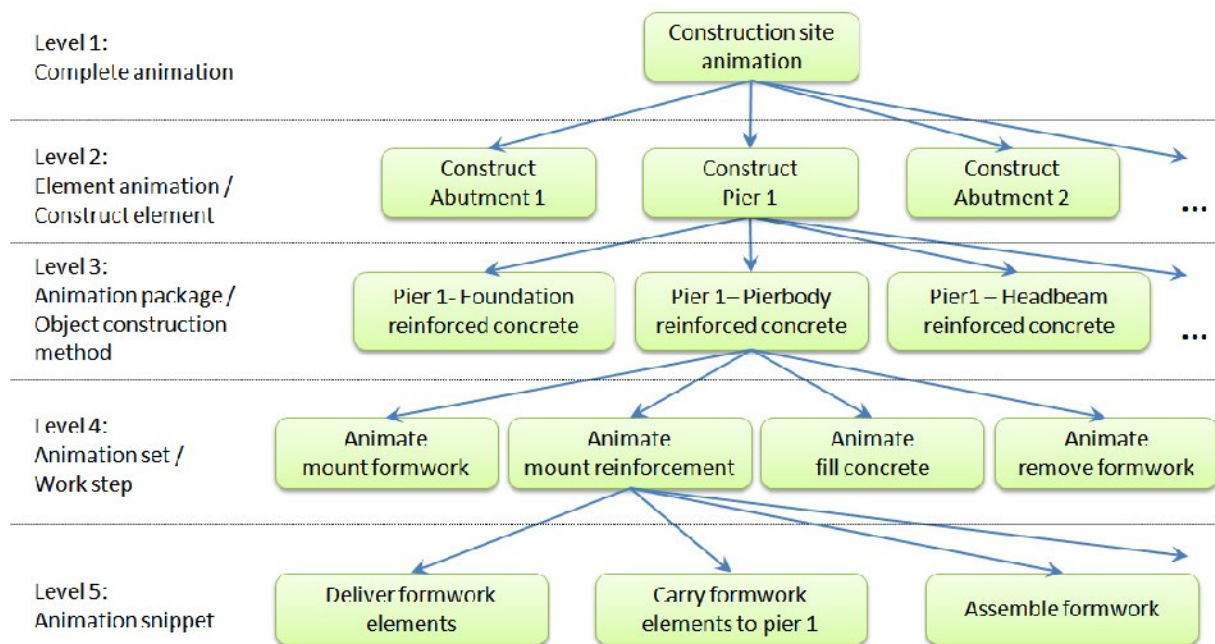 Level 1:
Complete animation
Construction site
animation
Level 2:
Element animation /
Construct element
Construct
Abutment 1
Construct
Pier 1
Construct
Abutment 2
...
Level 3:
Animation package /
Object construction
method
Pier 1- Foundation
reinforced concrete
Pier 1– Pierbody
reinforced concrete
Pier1 – Headbeam
reinforced concrete
...
Level 4:
Animation set /
Work step
Animate
mount formwork
Animate
mount reinforcement
Animate
fill concrete
Animate
remove formwork
Level 5:
Animation snippet
Deliver formwork
elements
Carry formwork
elements to pier 1
Assemble formwork